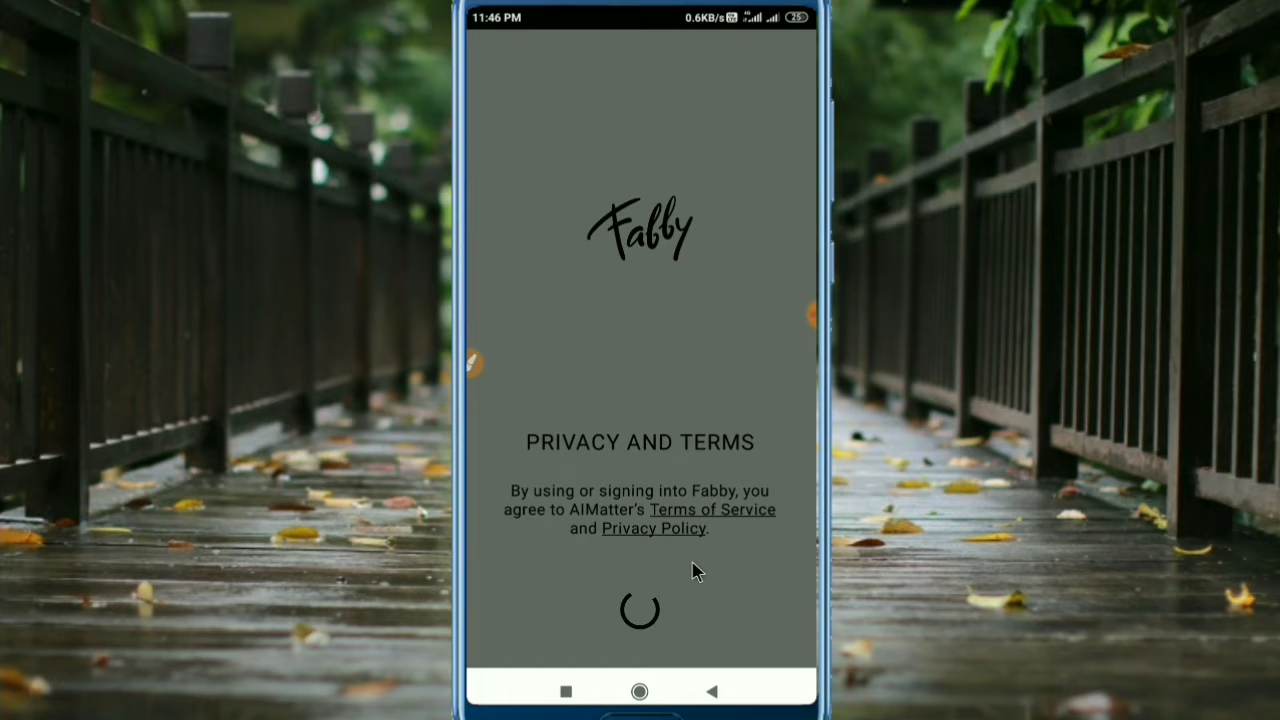 11:46 PM 0.6KB/s 4G 25
Fabby
PRIVACY AND TERMS
By using or signing into Fabby, you
agree to AIMatter's Terms of Service
and Privacy Policy.